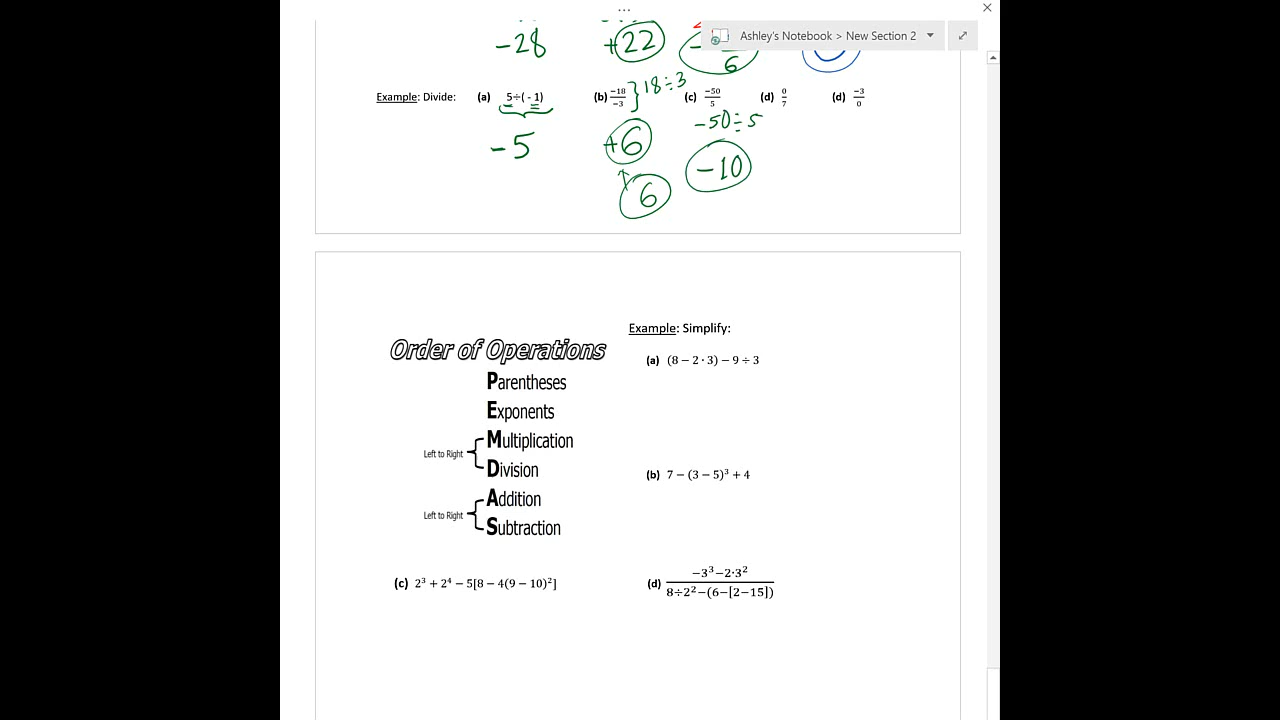 ...
Ashley's Notebook > New Section 2
-28 +22 6
Example: Divide: (a) 5÷(-1) (b) −18/−3 } 18÷3 (c) −50/5 (d) 0/7 (d) −3/0
-5 +6 -50÷5
-10
6
Example: Simplify:
Order of Operations
(a) (8 − 2 · 3) − 9 ÷ 3
Parentheses
Exponents
Multiplication
Left to Right
Division
(b) 7 − (3 − 5)³ + 4
Addition
Left to Right
Subtraction
(c) 2³ + 2⁴ − 5[8 − 4(9 − 10)²]
(d) −3³−2·3² / 8÷2²−(6−[2−15])